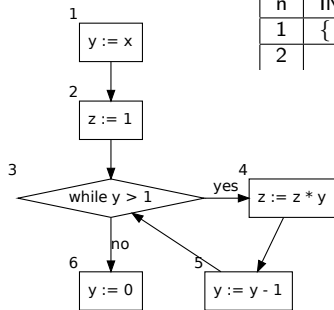 n IN
1 {
2
1
y := x
2
z := 1
3
while y > 1
yes
4
z := z * y
no
5
6
y := 0
y := y - 1